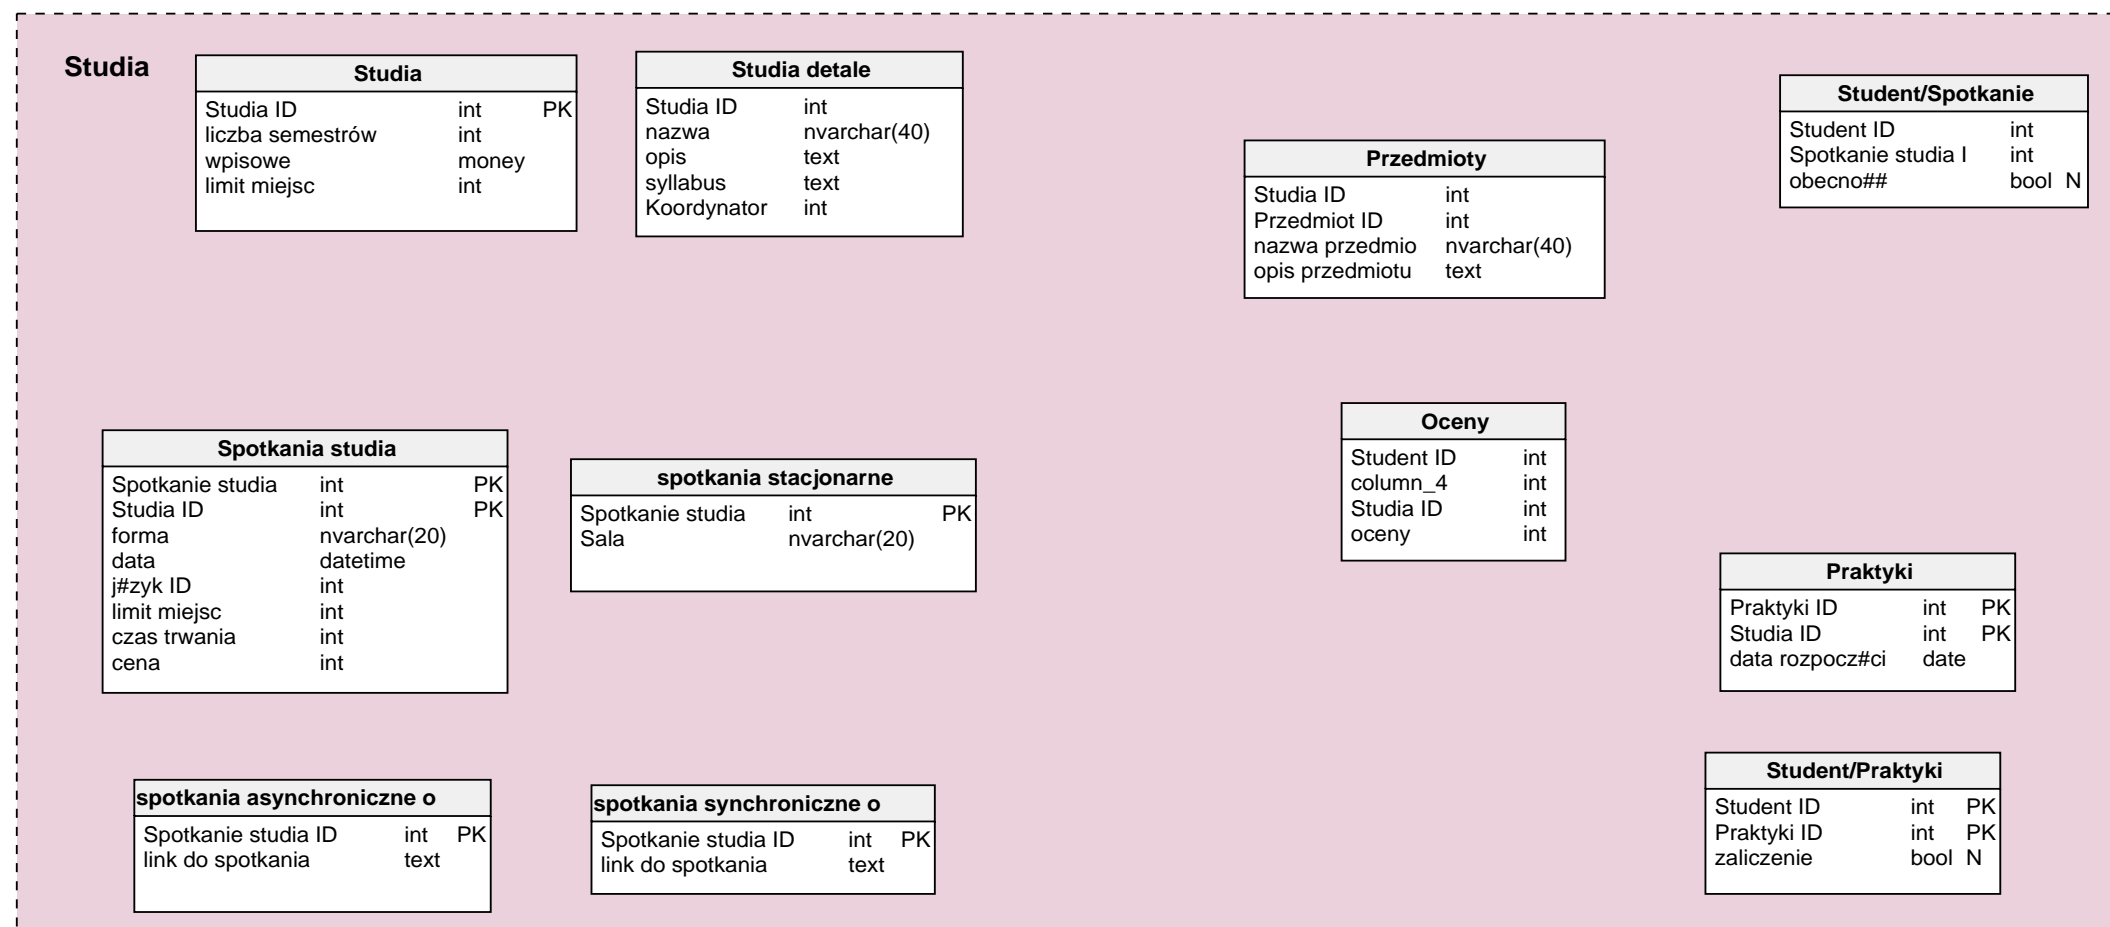 Studia
Studia
Studia ID int PK
liczba semestrów int
wpisowe money
limit miejsc int
Studia detale
Studia ID int
nazwa nvarchar(40)
opis text
syllabus text
Koordynator int
Przedmioty
Studia ID int
Przedmiot ID int
nazwa przedmio nvarchar(40)
opis przedmiotu text
Student/Spotkanie
Student ID int
Spotkanie studia I int
obecno## bool N
Spotkania studia
Spotkanie studia int PK
Studia ID int PK
forma nvarchar(20)
data datetime
j#zyk ID int
limit miejsc int
czas trwania int
cena int
spotkania stacjonarne
Spotkanie studia int PK
Sala nvarchar(20)
Oceny
Student ID int
column_4 int
Studia ID int
oceny int
Praktyki
Praktyki ID int PK
Studia ID int PK
data rozpocz#ci date
spotkania asynchroniczne o
Spotkanie studia ID int PK
link do spotkania text
spotkania synchroniczne o
Spotkanie studia ID int PK
link do spotkania text
Student/Praktyki
Student ID int PK
Praktyki ID int PK
zaliczenie bool N